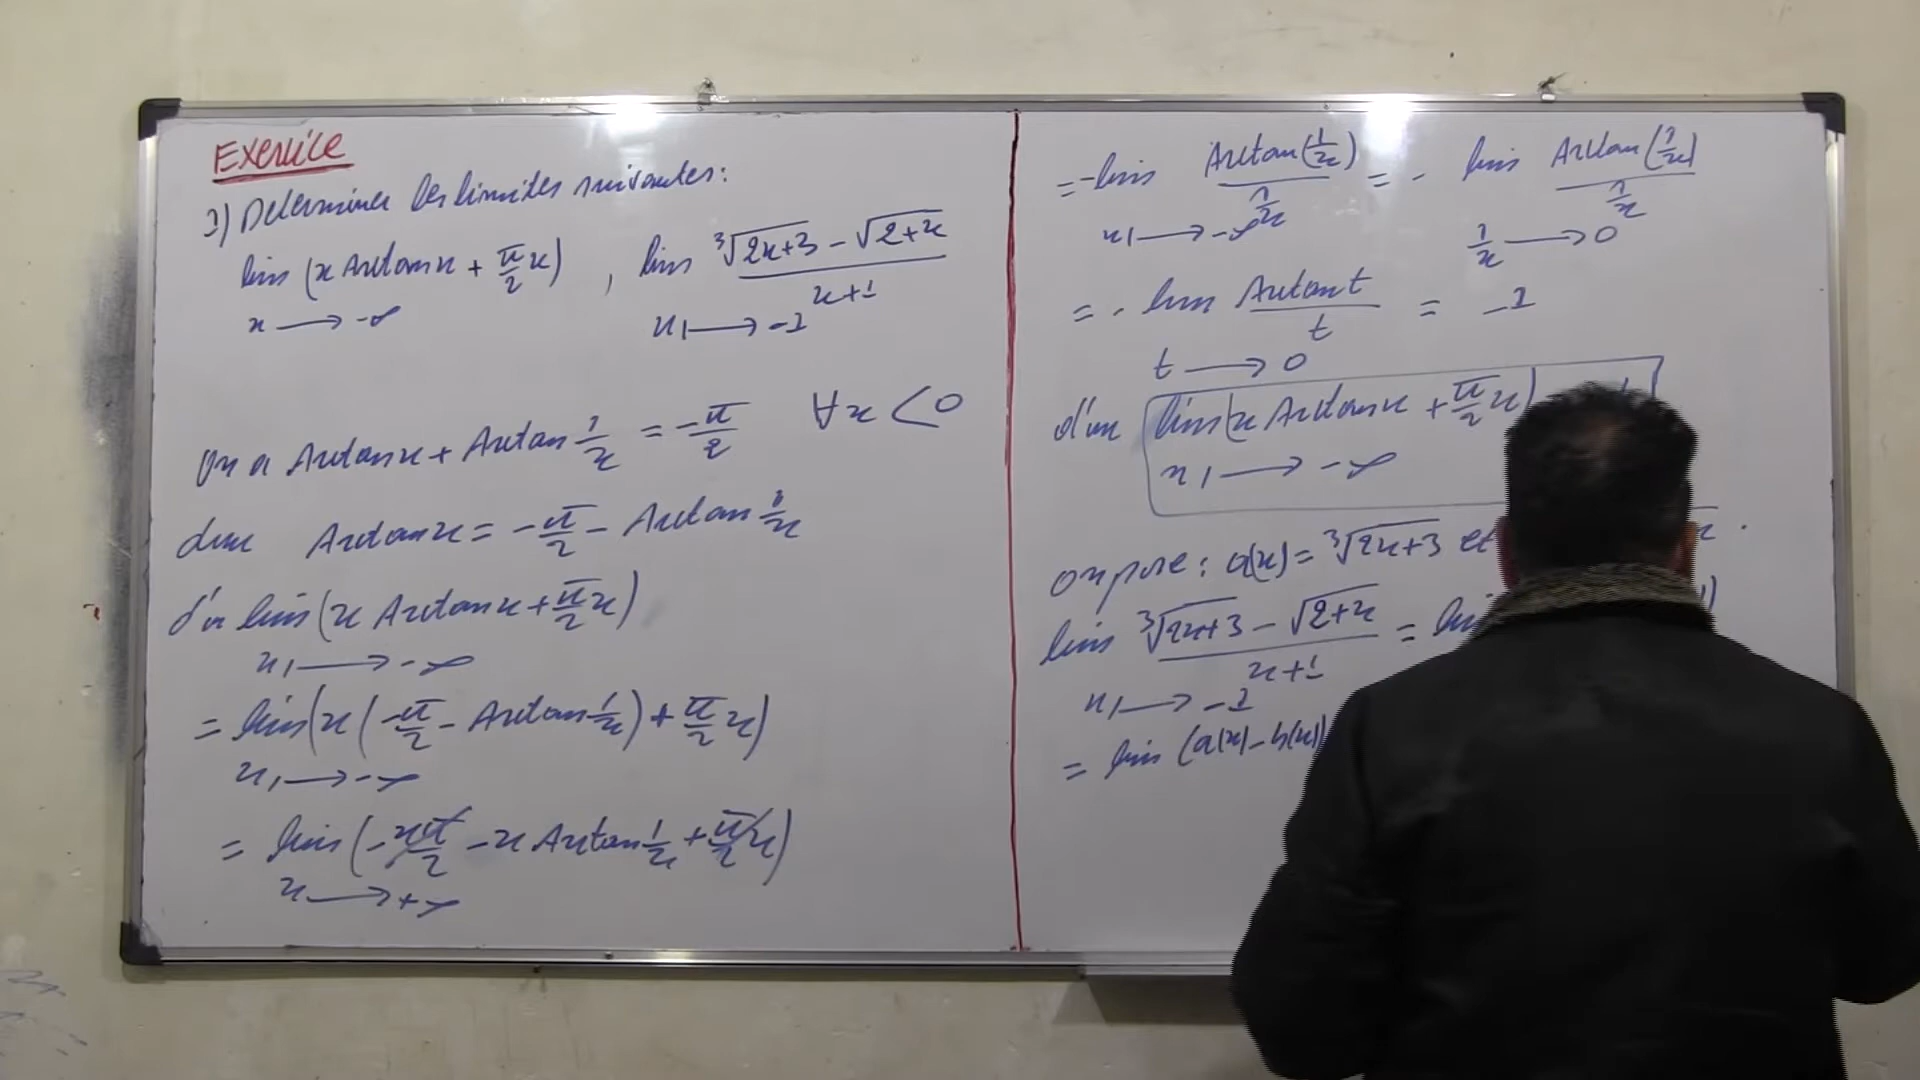 Exercice
1) Determiner les limites suivantes:
lim (x Arctan x + π/2 x) , lim (∛(2x+3) - √(2+x)) / (x+1)
x → -∞ x → -1
On a Arctan x + Arctan 1/x = -π/2 ∀x < 0
donc Arctan x = -π/2 - Arctan 1/x
d'où lim (x Arctan x + π/2 x)
x → -∞
= lim (x (-π/2 - Arctan 1/x) + π/2 x)
x → -∞
= lim (-xπ/2 - x Arctan 1/x + π/2 x)
x → +∞
= - lim Arctan(1/x) / (1/x) = - lim Arctan(1/x) / (1/x)
x → -∞ 1/x → 0
= - lim Arctan t / t = -1
t → 0
d'où lim (x Arctan x + π/2 x)
x → -∞
on pose : a(x) = ∛(2x+3) et
lim (∛(2x+3) - √(2+x)) / (x+1) = lim
x → -1
= lim (a(x) - b(x))